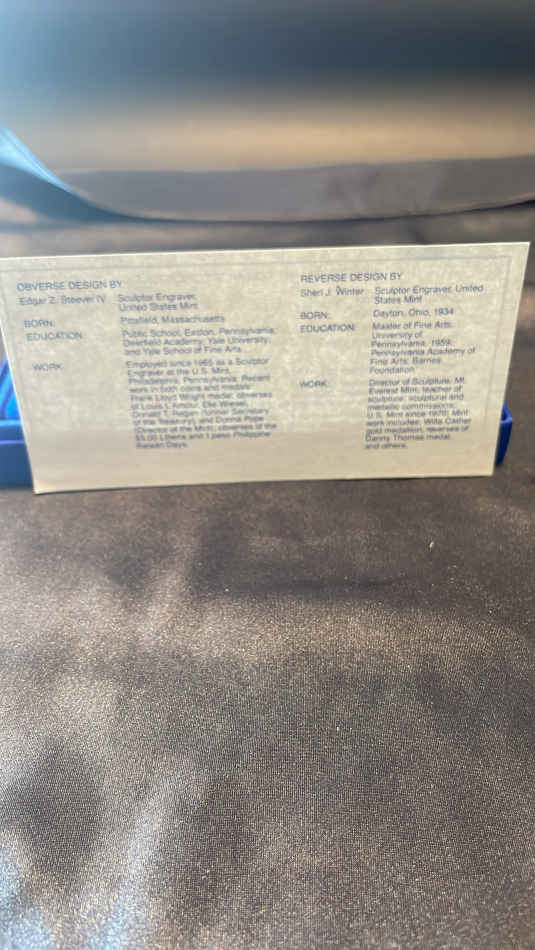 OBVERSE DESIGN BY
Edgar Z. Steever IV Sculptor Engraver,
United States Mint
BORN: Pittsfield, Massachusetts
EDUCATION: Public School, Easton, Pennsylvania;
Deerfield Academy; Yale University;
and Yale School of Fine Arts
WORK: Employed since 1965 as a Sculptor
Engraver at the U.S. Mint,
Philadelphia, Pennsylvania; Recent
work in both coins and medals:
Frank Lloyd Wright medal; obverses
of Louis L'Amour, Elie Wiesel,
Donald T. Regan (former Secretary
of the Treasury), and Donna Pope
(Director of the Mint); obverses of the
$5.00 Liberia and 1 peso Philippine
Bataan Days.
REVERSE DESIGN BY
Sheri J. Winter Sculptor Engraver, United
States Mint
BORN: Dayton, Ohio, 1934
EDUCATION: Master of Fine Arts,
University of
Pennsylvania, 1959;
Pennsylvania Academy of
Fine Arts; Barnes
Foundation
WORK: Director of Sculpture, Mt.
Everest Mint; teacher of
sculpture; sculptural and
metallic commissions;
U.S. Mint since 1970; Mint
work includes: Willa Cather
gold medallion, reverses of
Danny Thomas medal,
and others.